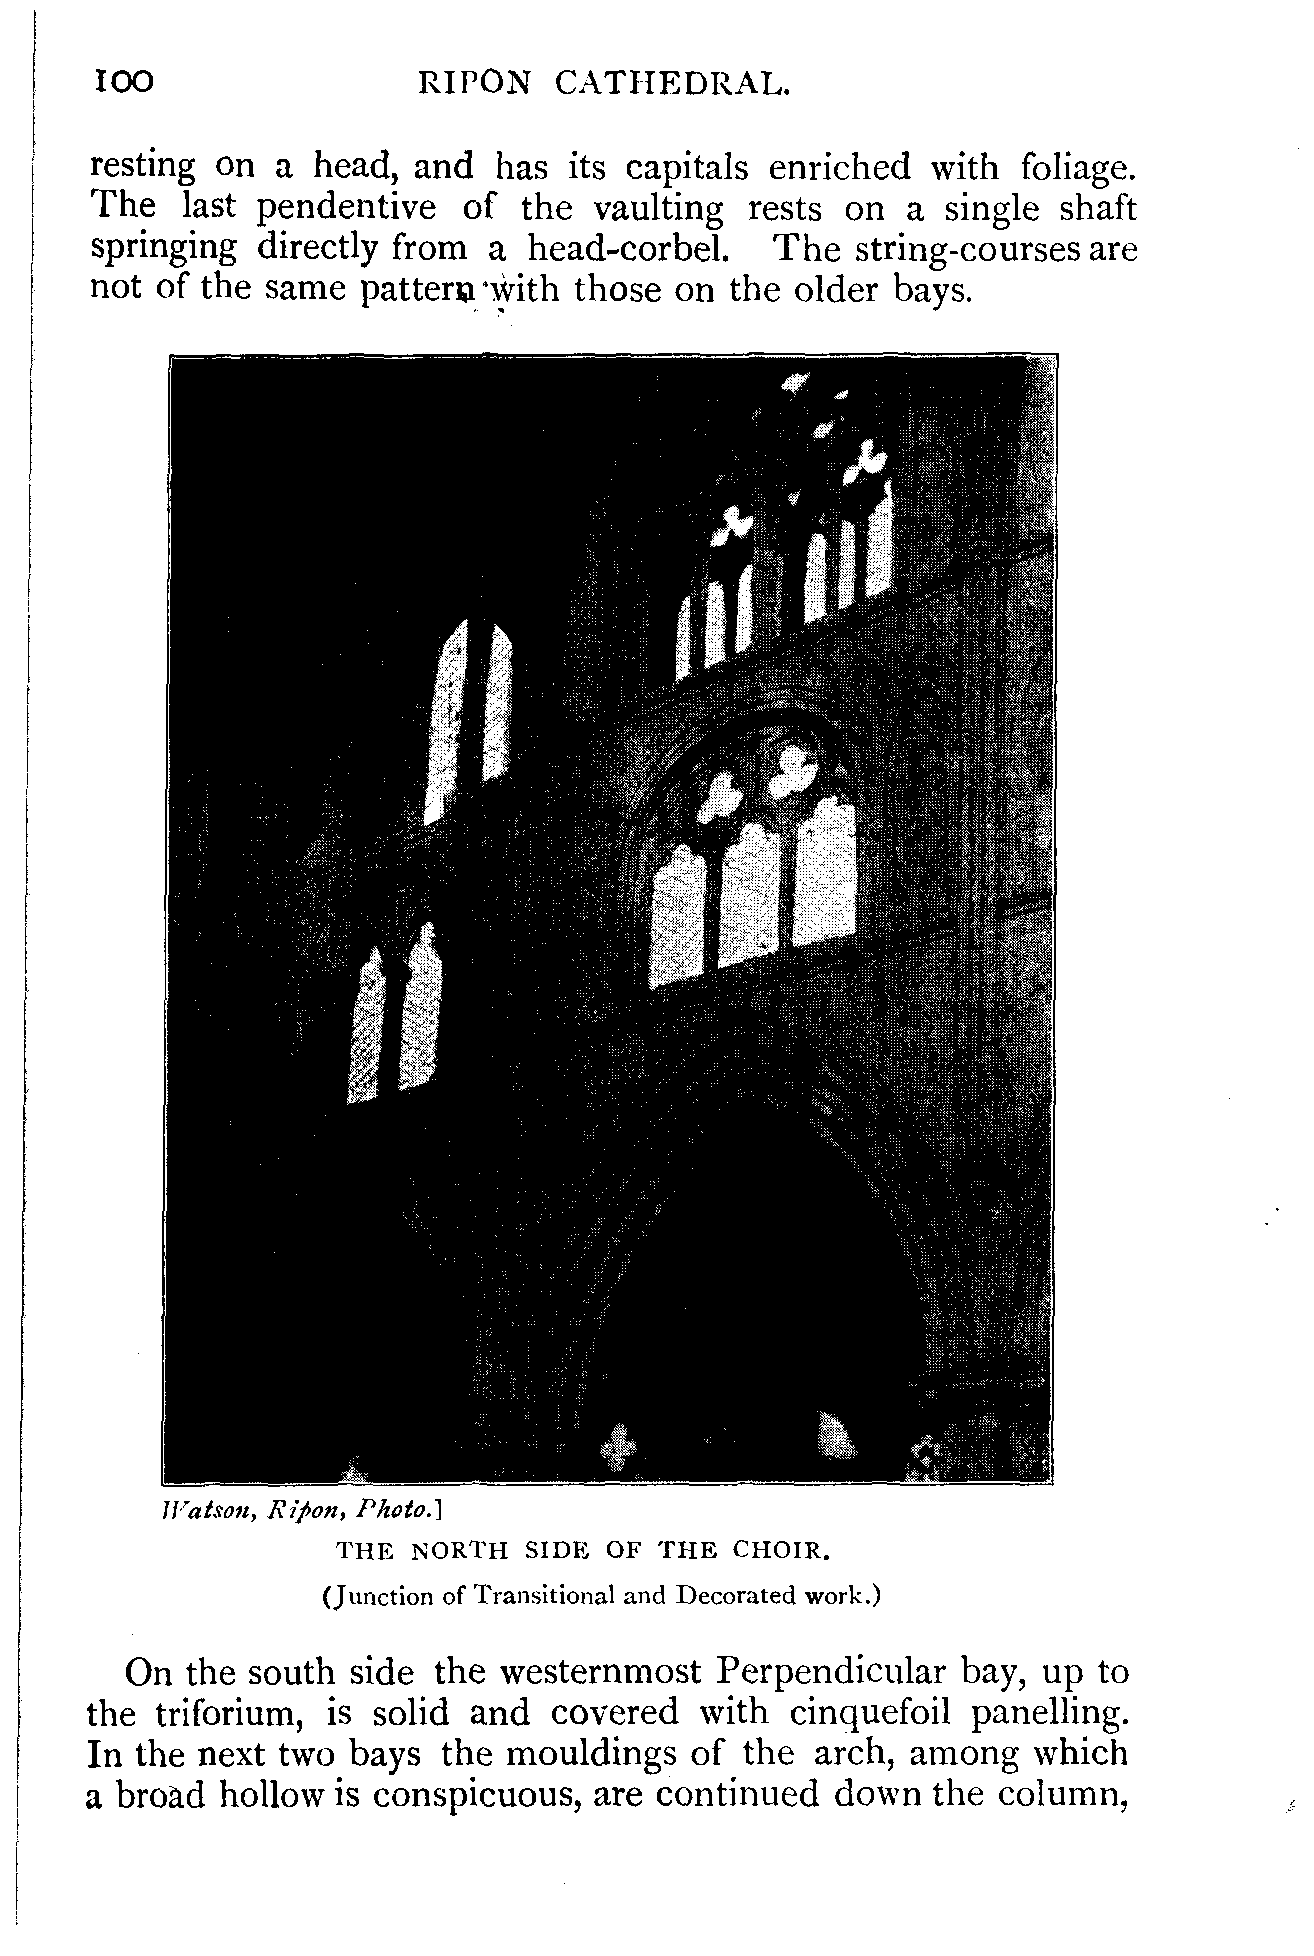 100 RIPON CATHEDRAL.
resting on a head, and has its capitals enriched with foliage.
The last pendentive of the vaulting rests on a single shaft
springing directly from a head-corbel. The string-courses are
not of the same pattern with those on the older bays.
Watson, Ripon, Photo.]
THE NORTH SIDE OF THE CHOIR.
(Junction of Transitional and Decorated work.)
On the south side the westernmost Perpendicular bay, up to
the triforium, is solid and covered with cinquefoil panelling.
In the next two bays the mouldings of the arch, among which
a broad hollow is conspicuous, are continued down the column,